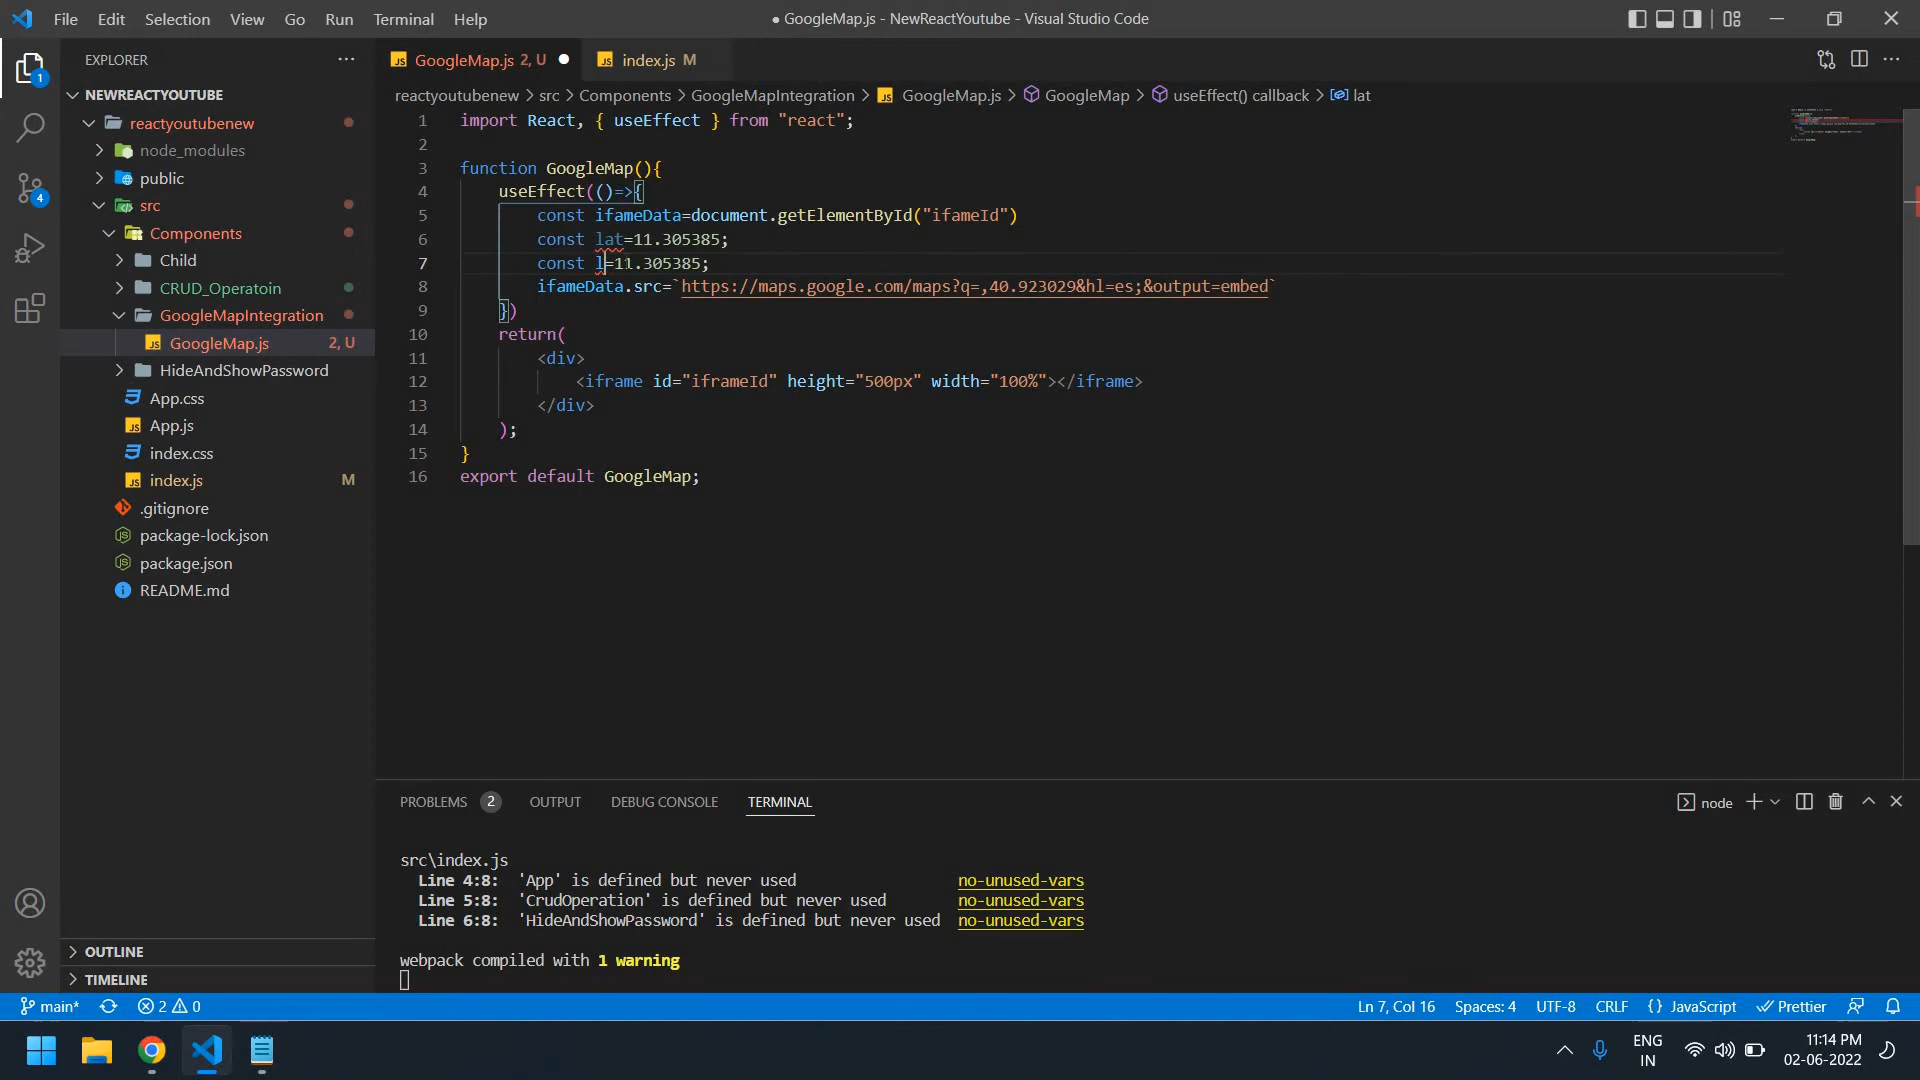 File Edit Selection View Go Run Terminal Help
● GoogleMap.js - NewReactYoutube - Visual Studio Code
EXPLORER ···
GoogleMap.js 2, U ●
index.js M
NEWREACTYOUTUBE
reactyoutubenew > src > Components > GoogleMapIntegration > GoogleMap.js > GoogleMap > useEffect() callback > lat
reactyoutubenew
node_modules
public
src
Components
Child
CRUD_Operatoin
GoogleMapIntegration
GoogleMap.js 2, U
HideAndShowPassword
App.css
App.js
index.css
index.js M
.gitignore
package-lock.json
package.json
README.md
OUTLINE
TIMELINE
1 import React, { useEffect } from "react";
2
3 function GoogleMap(){
4 useEffect(()=>{
5 const ifameData=document.getElementById("ifameId")
6 const lat=11.305385;
7 const l=11.305385;
8 ifameData.src=`https://maps.google.com/maps?q=,40.923029&hl=es;&output=embed`
9 })
10 return(
11 <div>
12 <iframe id="iframeId" height="500px" width="100%"></iframe>
13 </div>
14 );
15 }
16 export default GoogleMap;
PROBLEMS 2 OUTPUT DEBUG CONSOLE TERMINAL
node
src\index.js
Line 4:8: 'App' is defined but never used no-unused-vars
Line 5:8: 'CrudOperation' is defined but never used no-unused-vars
Line 6:8: 'HideAndShowPassword' is defined but never used no-unused-vars
webpack compiled with 1 warning
1
4
main* 2 0
Ln 7, Col 16 Spaces: 4 UTF-8 CRLF {} JavaScript Prettier
ENG
IN
11:14 PM
02-06-2022